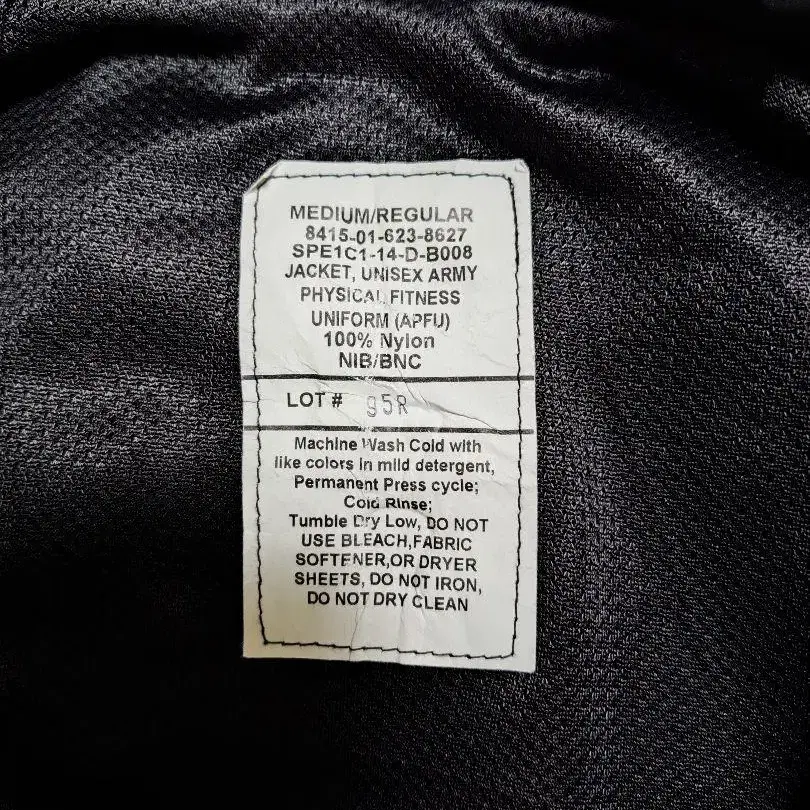 MEDIUM/REGULAR
8415-01-623-8627
SPE1C1-14-D-B008
JACKET, UNISEX ARMY
PHYSICAL FITNESS
UNIFORM (APFU)
100% Nylon
NIB/BNC
LOT # 95R
Machine Wash Cold with
like colors in mild detergent,
Permanent Press cycle;
Cold Rinse;
Tumble Dry Low, DO NOT
USE BLEACH,FABRIC
SOFTENER,OR DRYER
SHEETS, DO NOT IRON,
DO NOT DRY CLEAN